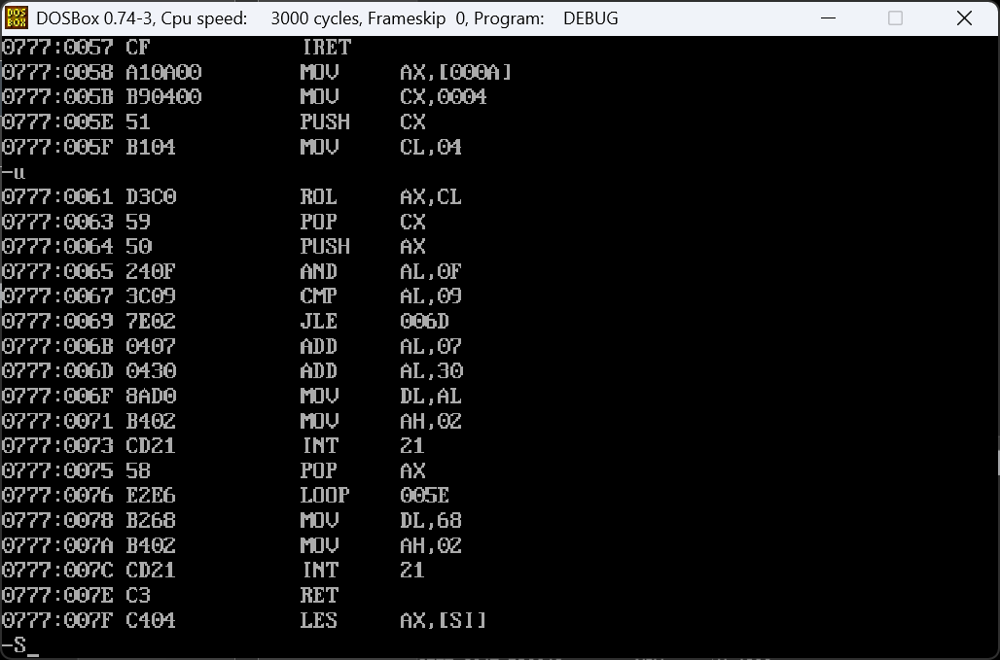 DOS BOX DOSBox 0.74-3, Cpu speed: 3000 cycles, Frameskip 0, Program: DEBUG
0777:0057 CF IRET
0777:0058 A10A00 MOV AX,[000A]
0777:005B B90400 MOV CX,0004
0777:005E 51 PUSH CX
0777:005F B104 MOV CL,04
-u
0777:0061 D3C0 ROL AX,CL
0777:0063 59 POP CX
0777:0064 50 PUSH AX
0777:0065 240F AND AL,0F
0777:0067 3C09 CMP AL,09
0777:0069 7E02 JLE 006D
0777:006B 0407 ADD AL,07
0777:006D 0430 ADD AL,30
0777:006F 8AD0 MOV DL,AL
0777:0071 B402 MOV AH,02
0777:0073 CD21 INT 21
0777:0075 58 POP AX
0777:0076 E2E6 LOOP 005E
0777:0078 B268 MOV DL,68
0777:007A B402 MOV AH,02
0777:007C CD21 INT 21
0777:007E C3 RET
0777:007F C404 LES AX,[SI]
-S_